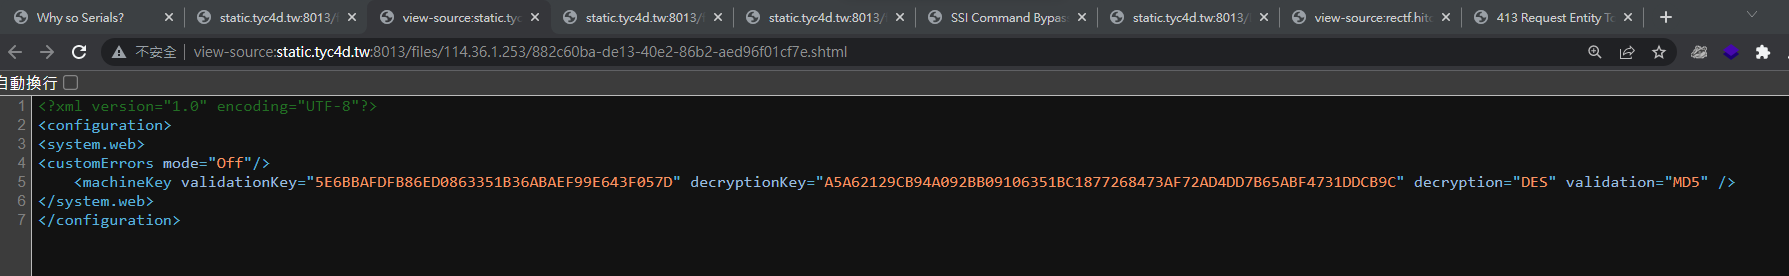 Why so Serials?
static.tyc4d.tw:8013/
view-source:static.tyc
static.tyc4d.tw:8013/
static.tyc4d.tw:8013/
SSI Command Bypas
static.tyc4d.tw:8013/
view-source:rectf.hitc
413 Request Entity To
不安全 | view-source:static.tyc4d.tw:8013/files/114.36.1.253/882c60ba-de13-40e2-86b2-aed96f01cf7e.shtml
自動換行
1 <?xml version="1.0" encoding="UTF-8"?>
2 <configuration>
3 <system.web>
4 <customErrors mode="Off"/>
5 <machineKey validationKey="5E6BBAFDFB86ED0863351B36ABAEF99E643F057D" decryptionKey="A5A62129CB94A092BB09106351BC1877268473AF72AD4DD7B65ABF4731DDCB9C" decryption="DES" validation="MD5" />
6 </system.web>
7 </configuration>